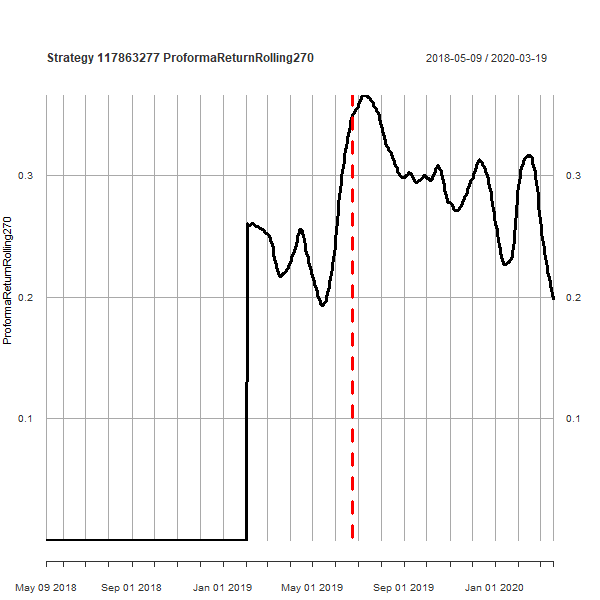 Strategy 117863277 ProformaReturnRolling270
2018-05-09 / 2020-03-19
ProformaReturnRolling270
0.3
0.3
0.2
0.2
0.1
0.1
May 09 2018
Sep 01 2018
Jan 01 2019
May 01 2019
Sep 01 2019
Jan 01 2020